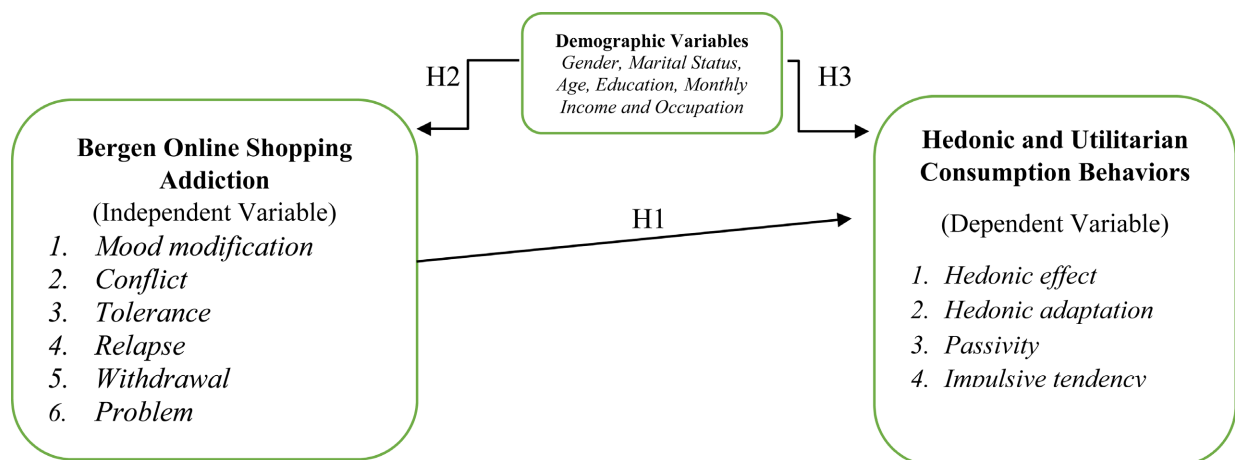 Demographic Variables
Gender, Marital Status,
Age, Education, Monthly
Income and Occupation
H2
H3
Bergen Online Shopping
Addiction
(Independent Variable)
1. Mood modification
2. Conflict
3. Tolerance
4. Relapse
5. Withdrawal
6. Problem
H1
Hedonic and Utilitarian
Consumption Behaviors
(Dependent Variable)
1. Hedonic effect
2. Hedonic adaptation
3. Passivity
4. Impulsive tendency